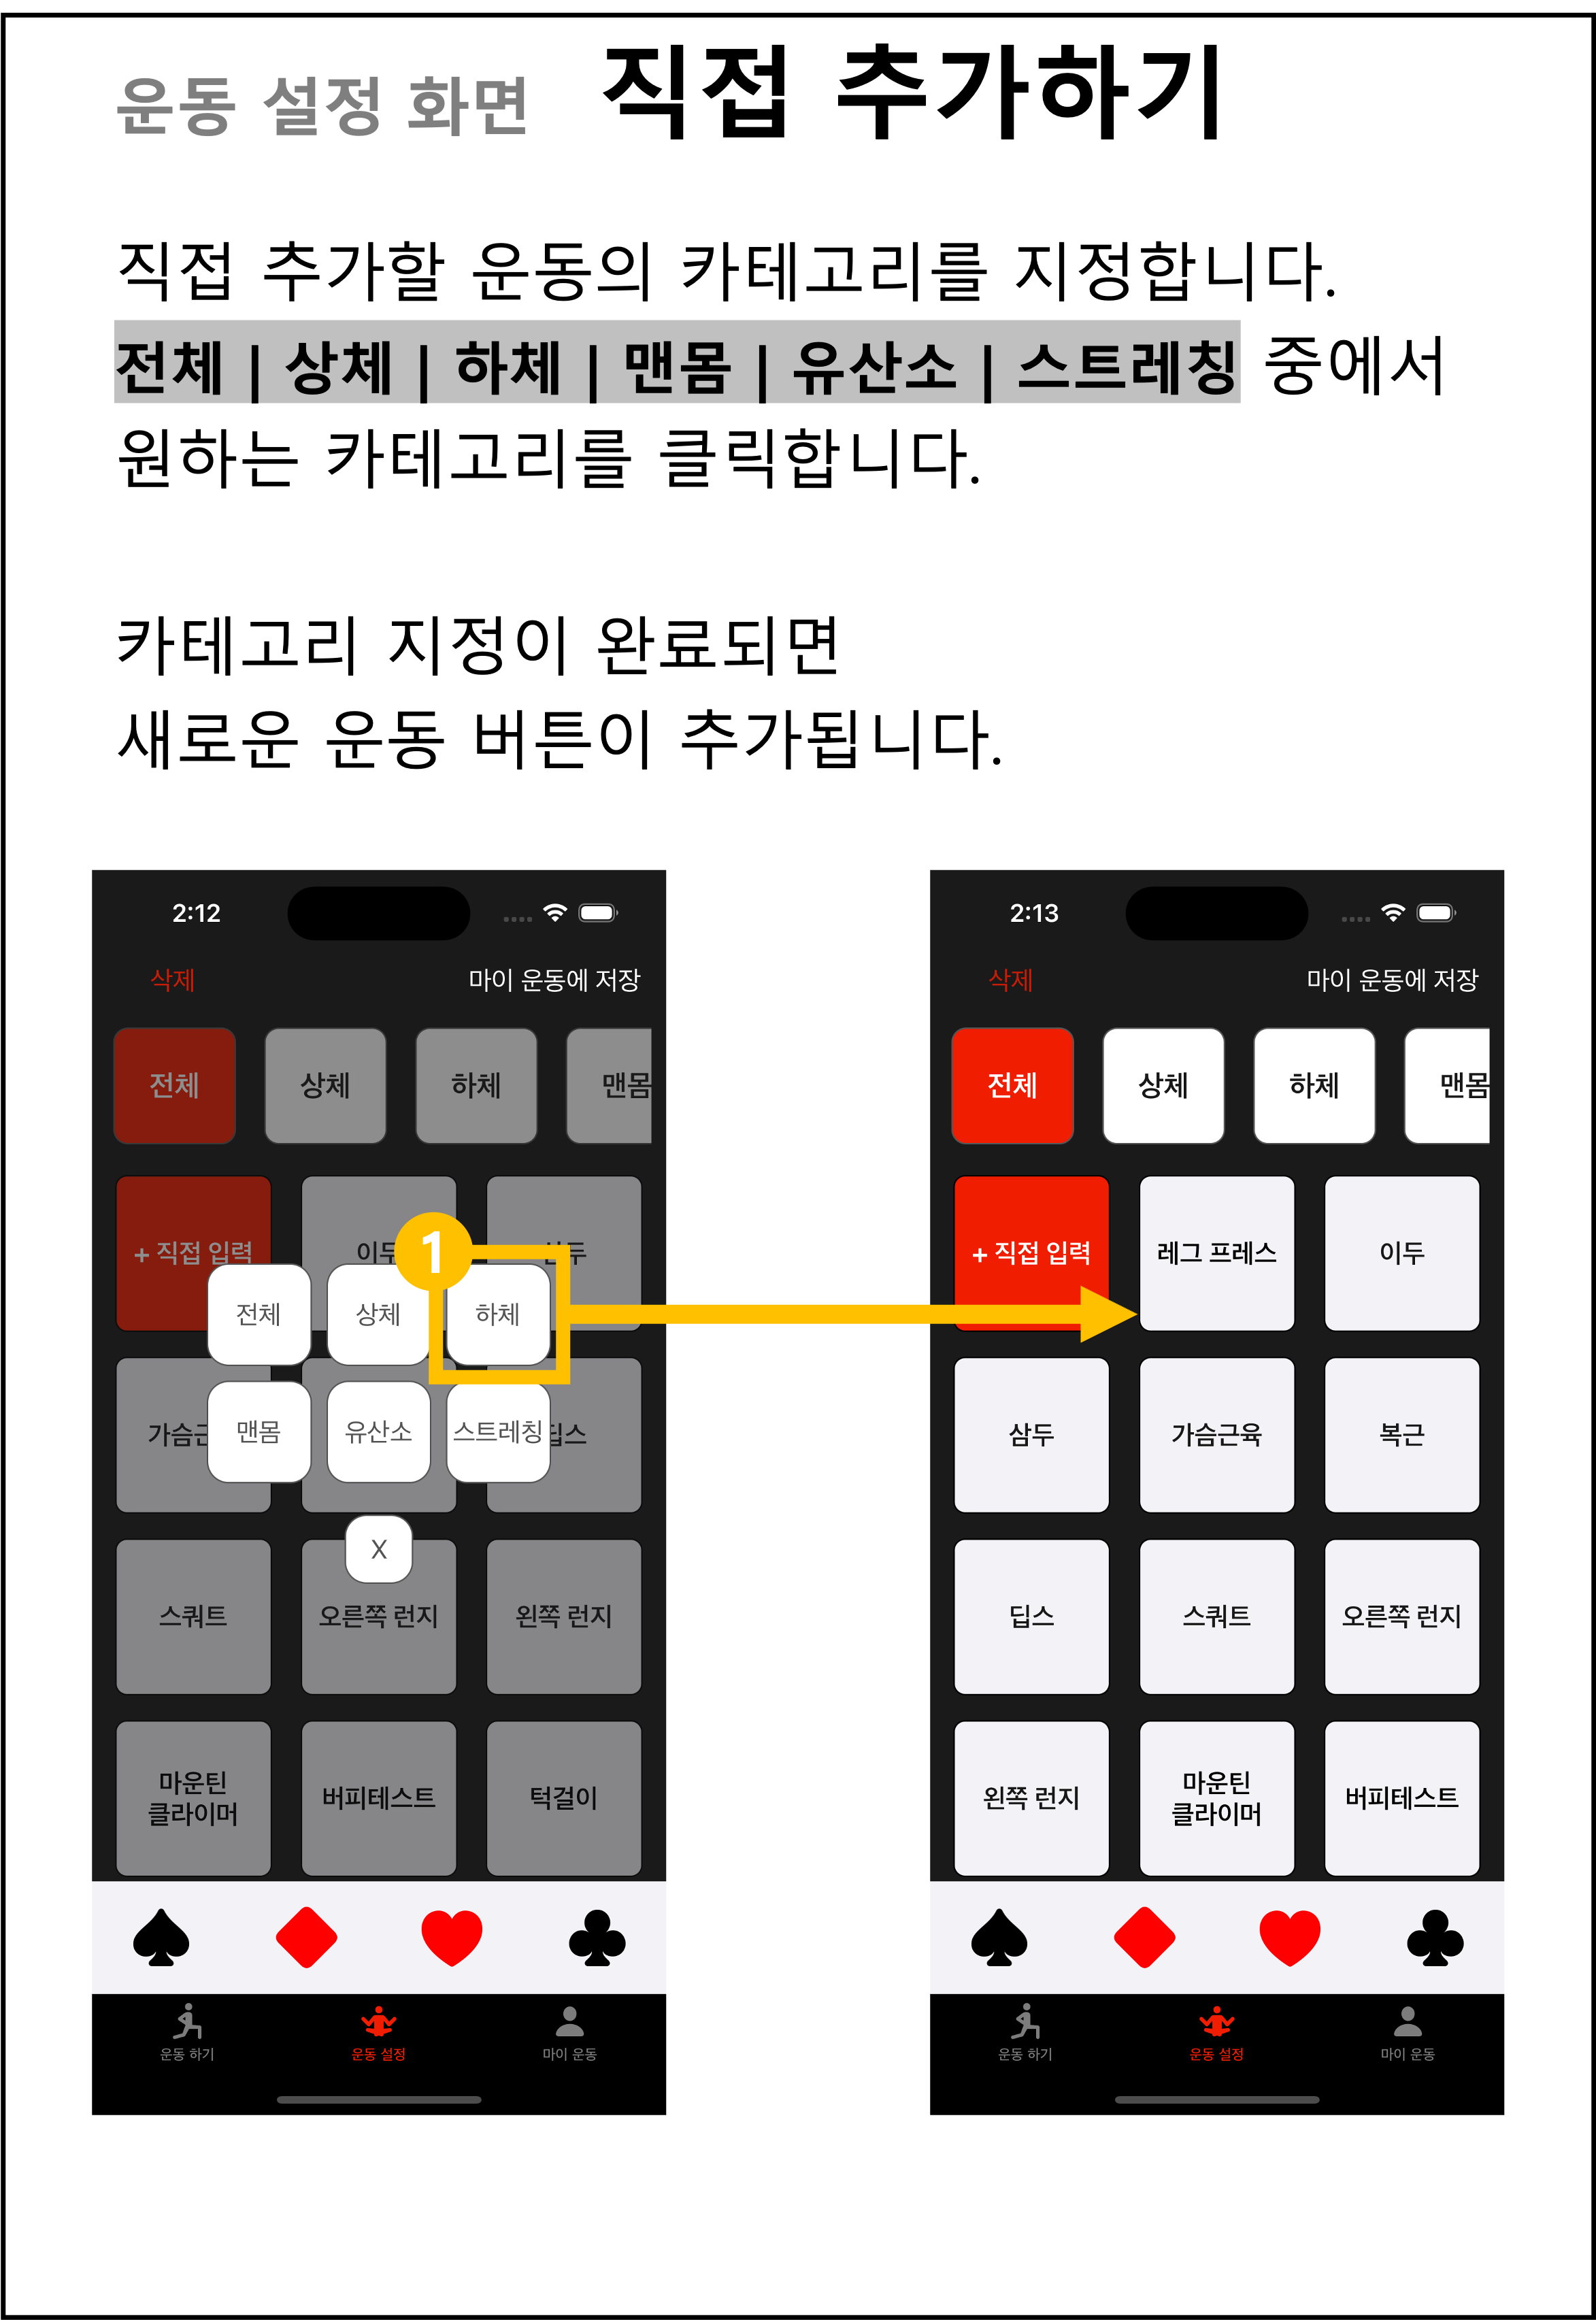 운동 설정 화면 직접 추가하기
직접 추가할 운동의 카테고리를 지정합니다.
전체 | 상체 | 하체 | 맨몸 | 유산소 | 스트레칭 중에서
원하는 카테고리를 클릭합니다.
카테고리 지정이 완료되면
새로운 운동 버튼이 추가됩니다.
2:12
삭제 마이 운동에 저장
전체 상체 하체 맨몸
+ 직접 입력
1
전체 상체 하체
맨몸 유산소 스트레칭
딥스
X
스쿼트 오른쪽 런지 왼쪽 런지
마운틴
클라이머
버피테스트 턱걸이
운동 하기 운동 설정 마이 운동
2:13
삭제 마이 운동에 저장
전체 상체 하체 맨몸
+ 직접 입력 레그 프레스 이두
삼두 가슴근육 복근
딥스 스쿼트 오른쪽 런지
왼쪽 런지
마운틴
클라이머
버피테스트
운동 하기 운동 설정 마이 운동